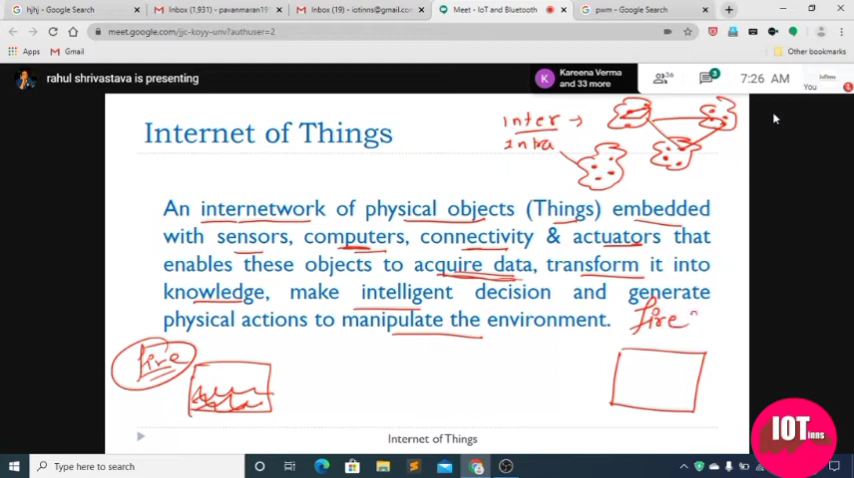 hjhj - Google Search
Inbox (1,931) - pavanmaran19
Inbox (19) - iotinns@gmail.co
Meet - IoT and Bluetooth
pwm - Google Search
meet.google.com/jjc-koyy-unv?authuser=2
Apps
Gmail
Other bookmarks
rahul shrivastava is presenting
K
Kareena Verma
and 33 more
36
3
7:26 AM
You
Internet of Things
Inter
Intra
An internetwork of physical objects (Things) embedded
with sensors, computers, connectivity & actuators that
enables these objects to acquire data, transform it into
knowledge, make intelligent decision and generate
physical actions to manipulate the environment.
fire
fire
Internet of Things
IOT
inns
Type here to search